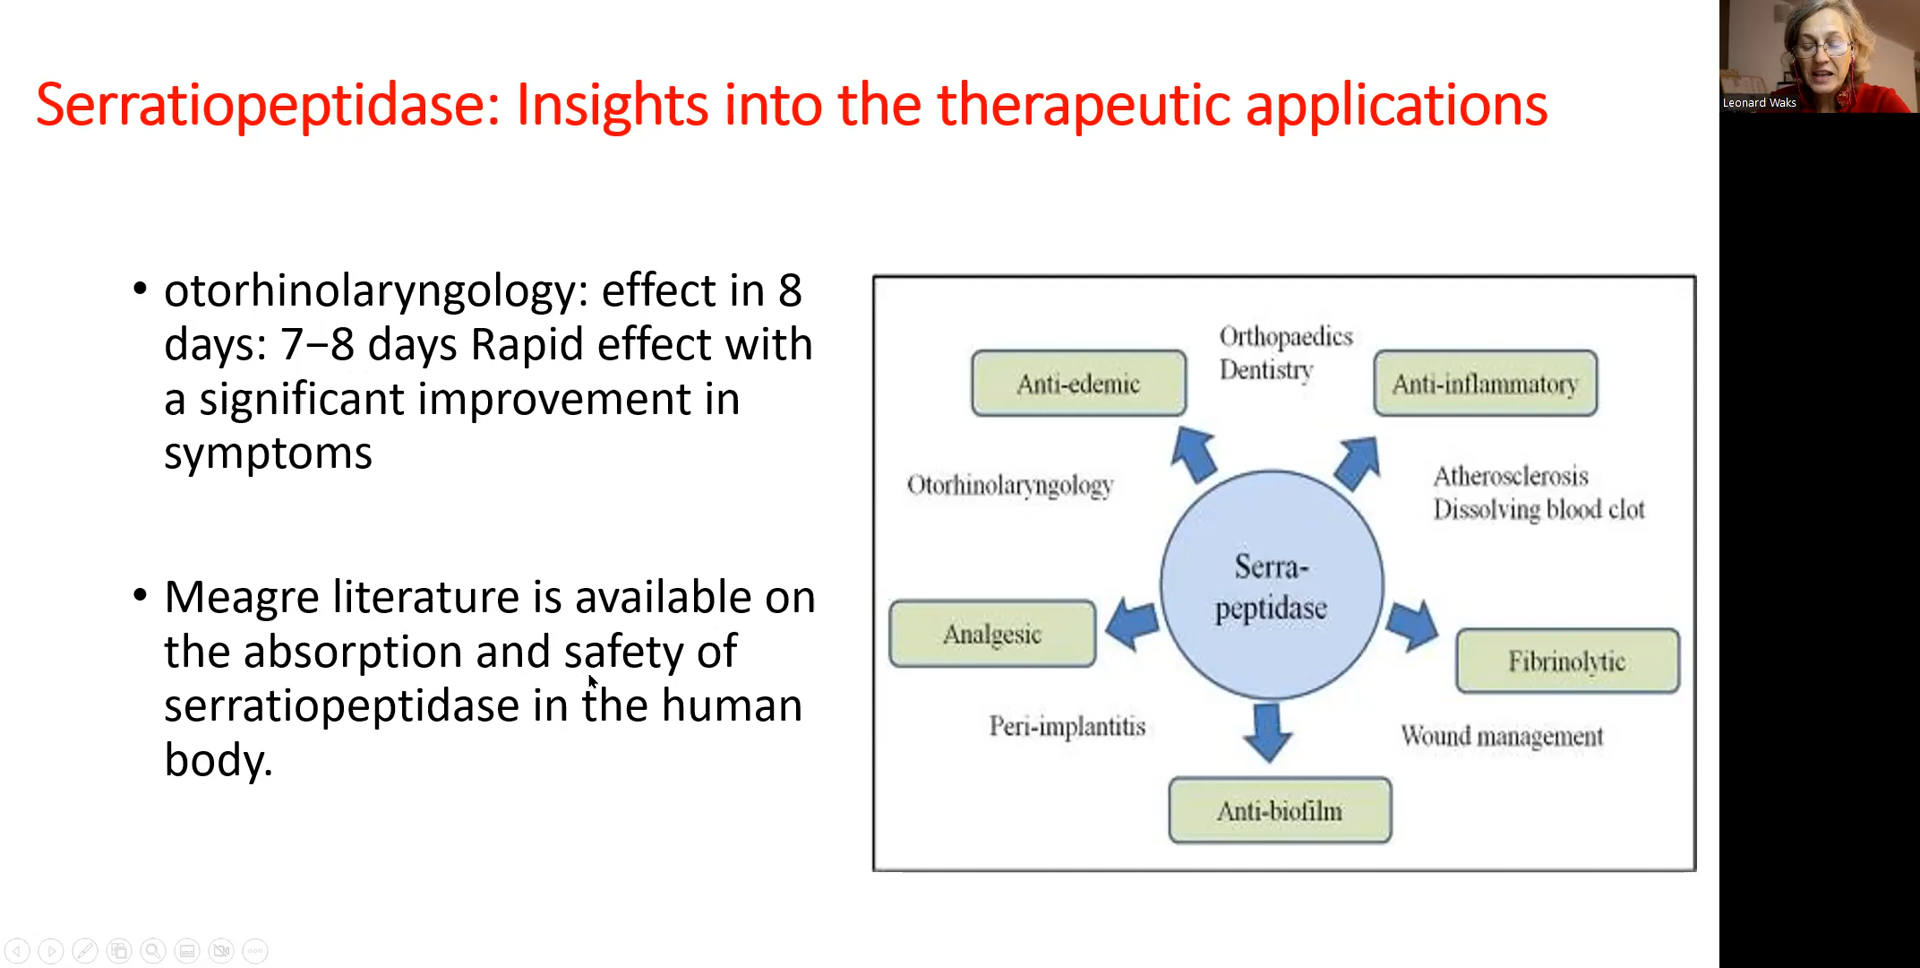 Serratiopeptidase: Insights into the therapeutic applications
Leonard Waks
• otorhinolaryngology: effect in 8
days: 7–8 days Rapid effect with
a significant improvement in
symptoms
• Meagre literature is available on
the absorption and safety of
serratiopeptidase in the human
body.
Orthopaedics
Dentistry
Anti-edemic
Anti-inflammatory
Otorhinolaryngology
Atherosclerosis
Dissolving blood clot
Serra-
peptidase
Analgesic
Fibrinolytic
Peri-implantitis
Wound management
Anti-biofilm